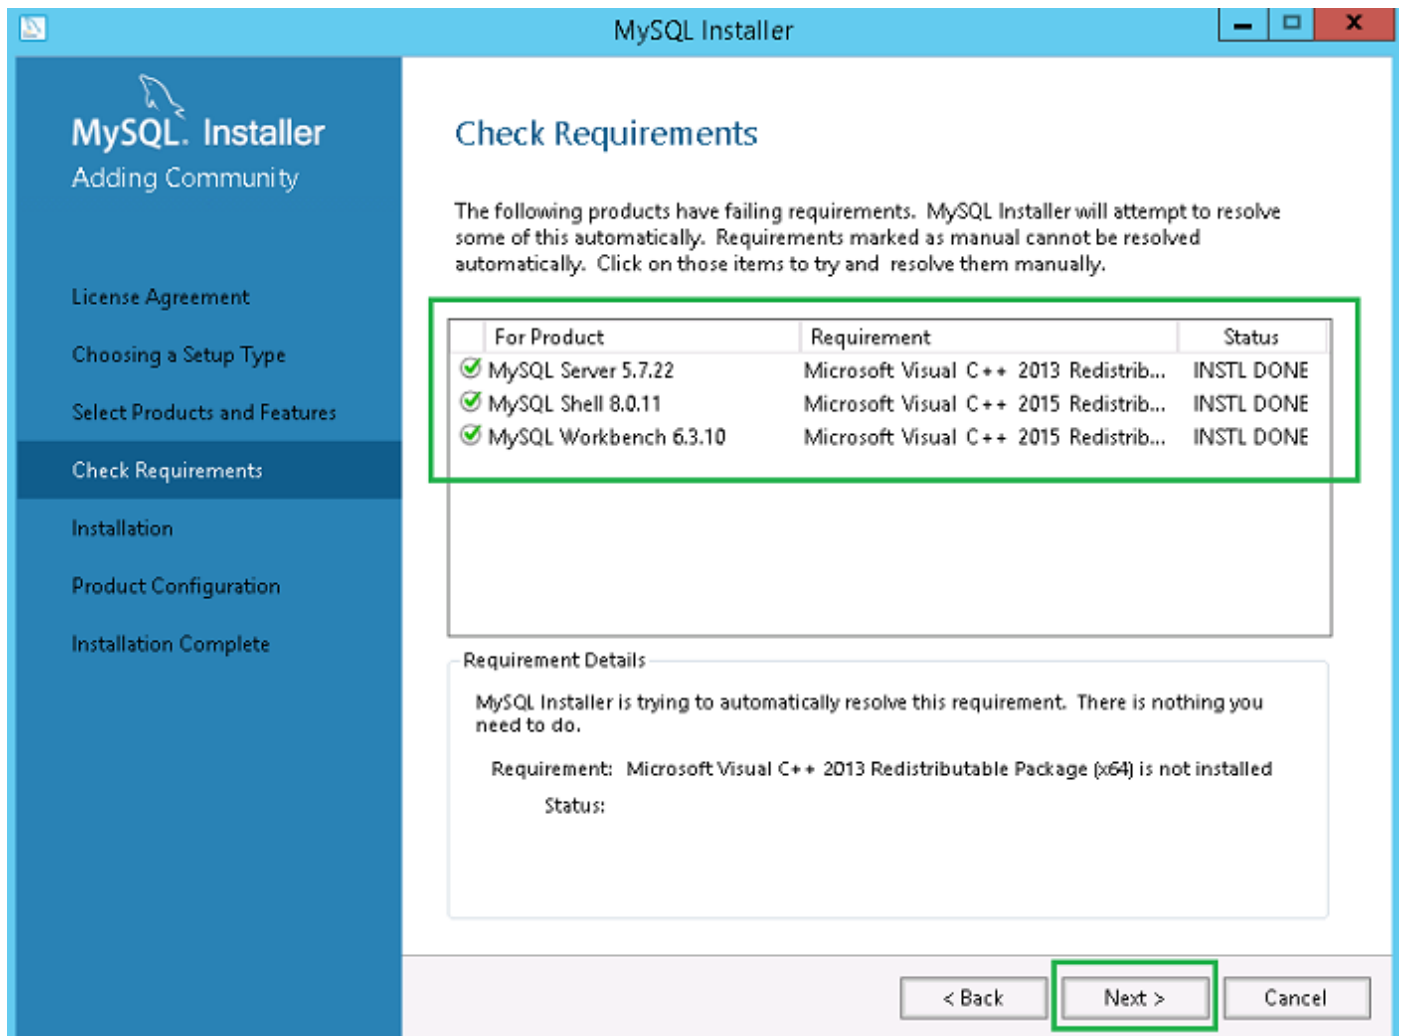 MySQL Installer
MySQL. Installer
Adding Community
License Agreement
Choosing a Setup Type
Select Products and Features
Check Requirements
Installation
Product Configuration
Installation Complete
Check Requirements
The following products have failing requirements. MySQL Installer will attempt to resolve
some of this automatically. Requirements marked as manual cannot be resolved
automatically. Click on those items to try and resolve them manually.
For Product Requirement Status
MySQL Server 5.7.22 Microsoft Visual C++ 2013 Redistrib... INSTL DONE
MySQL Shell 8.0.11 Microsoft Visual C++ 2015 Redistrib... INSTL DONE
MySQL Workbench 6.3.10 Microsoft Visual C++ 2015 Redistrib... INSTL DONE
Requirement Details
MySQL Installer is trying to automatically resolve this requirement. There is nothing you
need to do.
Requirement: Microsoft Visual C++ 2013 Redistributable Package (x64) is not installed
Status:
< Back Next > Cancel